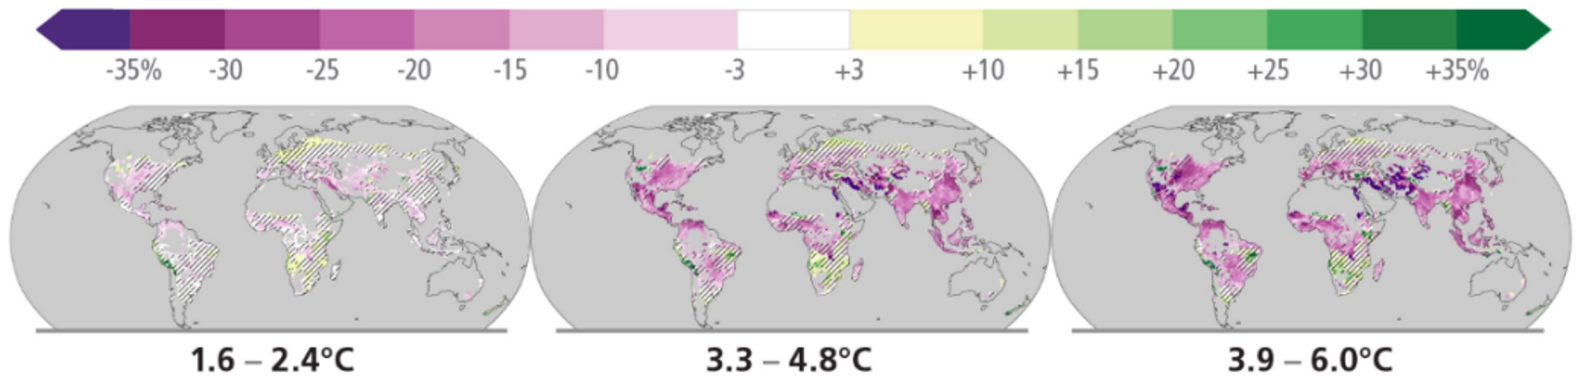 -35% -30 -25 -20 -15 -10 -3 +3 +10 +15 +20 +25 +30 +35%
1.6 – 2.4°C 3.3 – 4.8°C 3.9 – 6.0°C